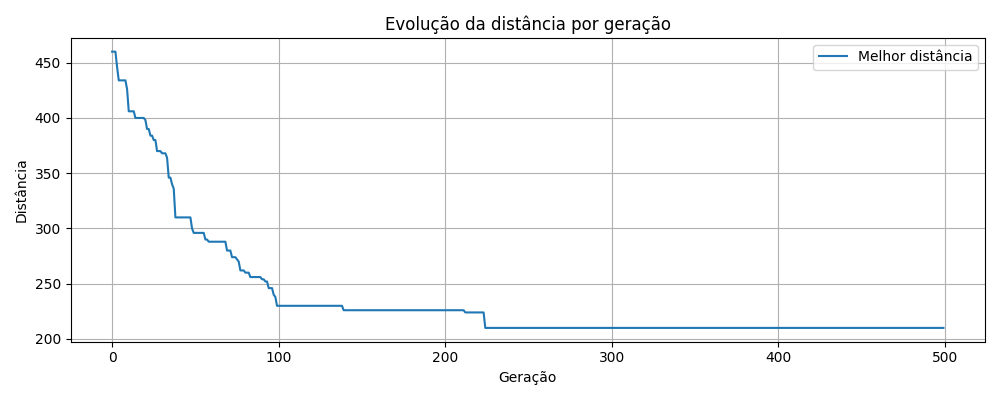 Evolução da distância por geração
Melhor distância
Distância
450
400
350
300
250
200
0 100 200 300 400 500
Geração